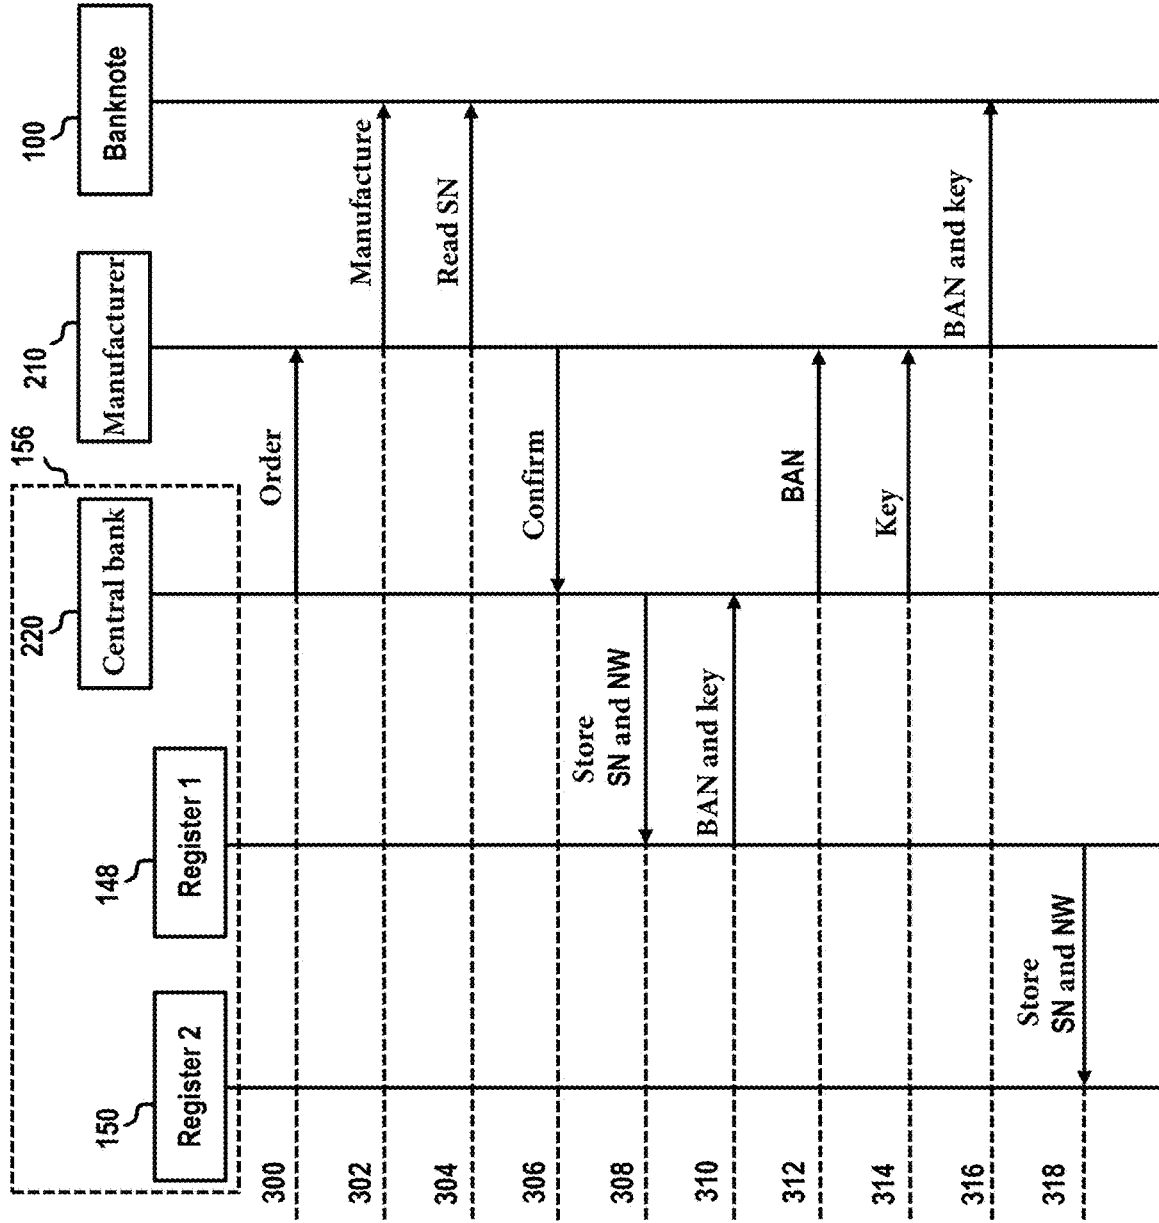 156
150
148
220
210
100
Register 2
Register 1
Central bank
Manufacturer
Banknote
300
Order
302
Manufacture
304
Read SN
306
Confirm
308
Store
SN and NW
310
BAN and key
312
BAN
314
Key
316
BAN and key
318
Store
SN and NW